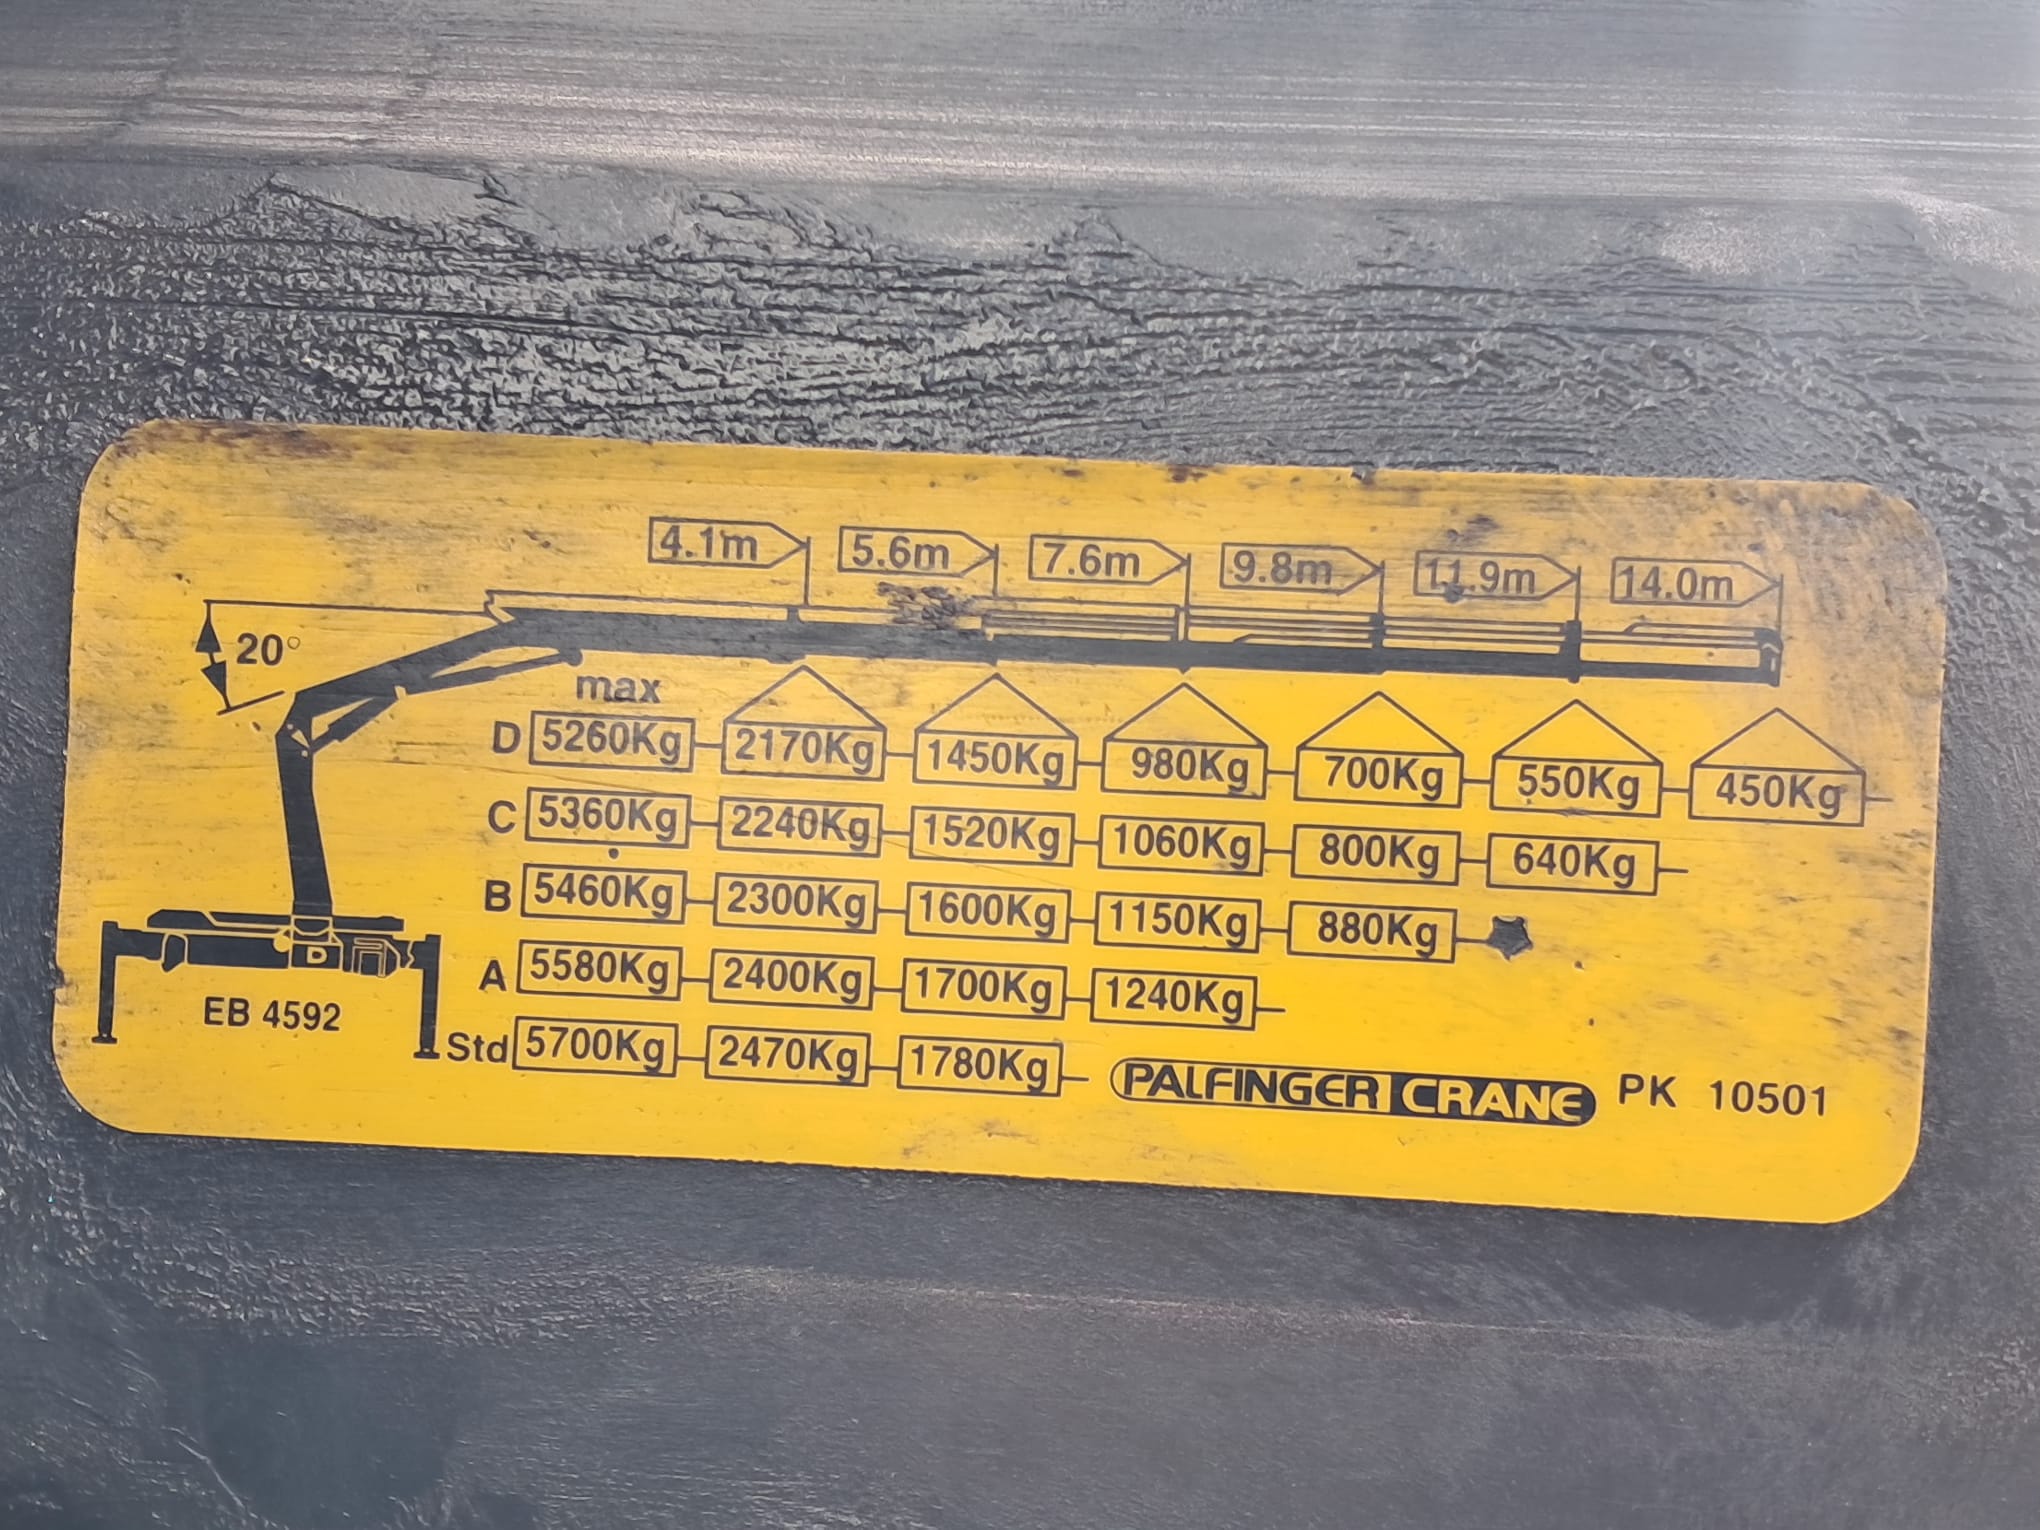 4.1m 5.6m 7.6m 9.8m 11.9m 14.0m
20°
max
D 5260Kg 2170Kg 1450Kg 980Kg 700Kg 550Kg 450Kg
C 5360Kg 2240Kg 1520Kg 1060Kg 800Kg 640Kg
B 5460Kg 2300Kg 1600Kg 1150Kg 880Kg
D
A 5580Kg 2400Kg 1700Kg 1240Kg
EB 4592
Std 5700Kg 2470Kg 1780Kg
PALFINGER CRANE PK 10501